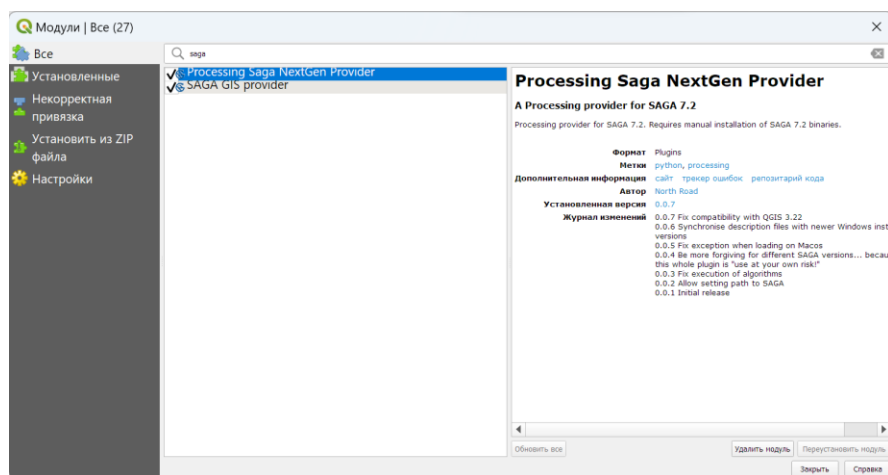 Модули | Все (27)
Все
Установленные
Некорректная
привязка
Установить из ZIP
файла
Настройки
saga
Processing Saga NextGen Provider
SAGA GIS provider
Processing Saga NextGen Provider
A Processing provider for SAGA 7.2
Processing provider for SAGA 7.2. Requires manual installation of SAGA 7.2 binaries.
Формат Plugins
Метки python, processing
Дополнительная информация сайт трекер ошибок репозитарий кода
Автор North Road
Установленная версия 0.0.7
Журнал изменений 0.0.7 Fix compatibility with QGIS 3.22
0.0.6 Synchronise description files with newer Windows inst
versions
0.0.5 Fix exception when loading on Macos
0.0.4 Be more forgiving for different SAGA versions... becau
this whole plugin is "use at your own risk!"
0.0.3 Fix execution of algorithms
0.0.2 Allow setting path to SAGA
0.0.1 Initial release
Обновить все
Удалить модуль
Переустановить модуль
Закрыть
Справка